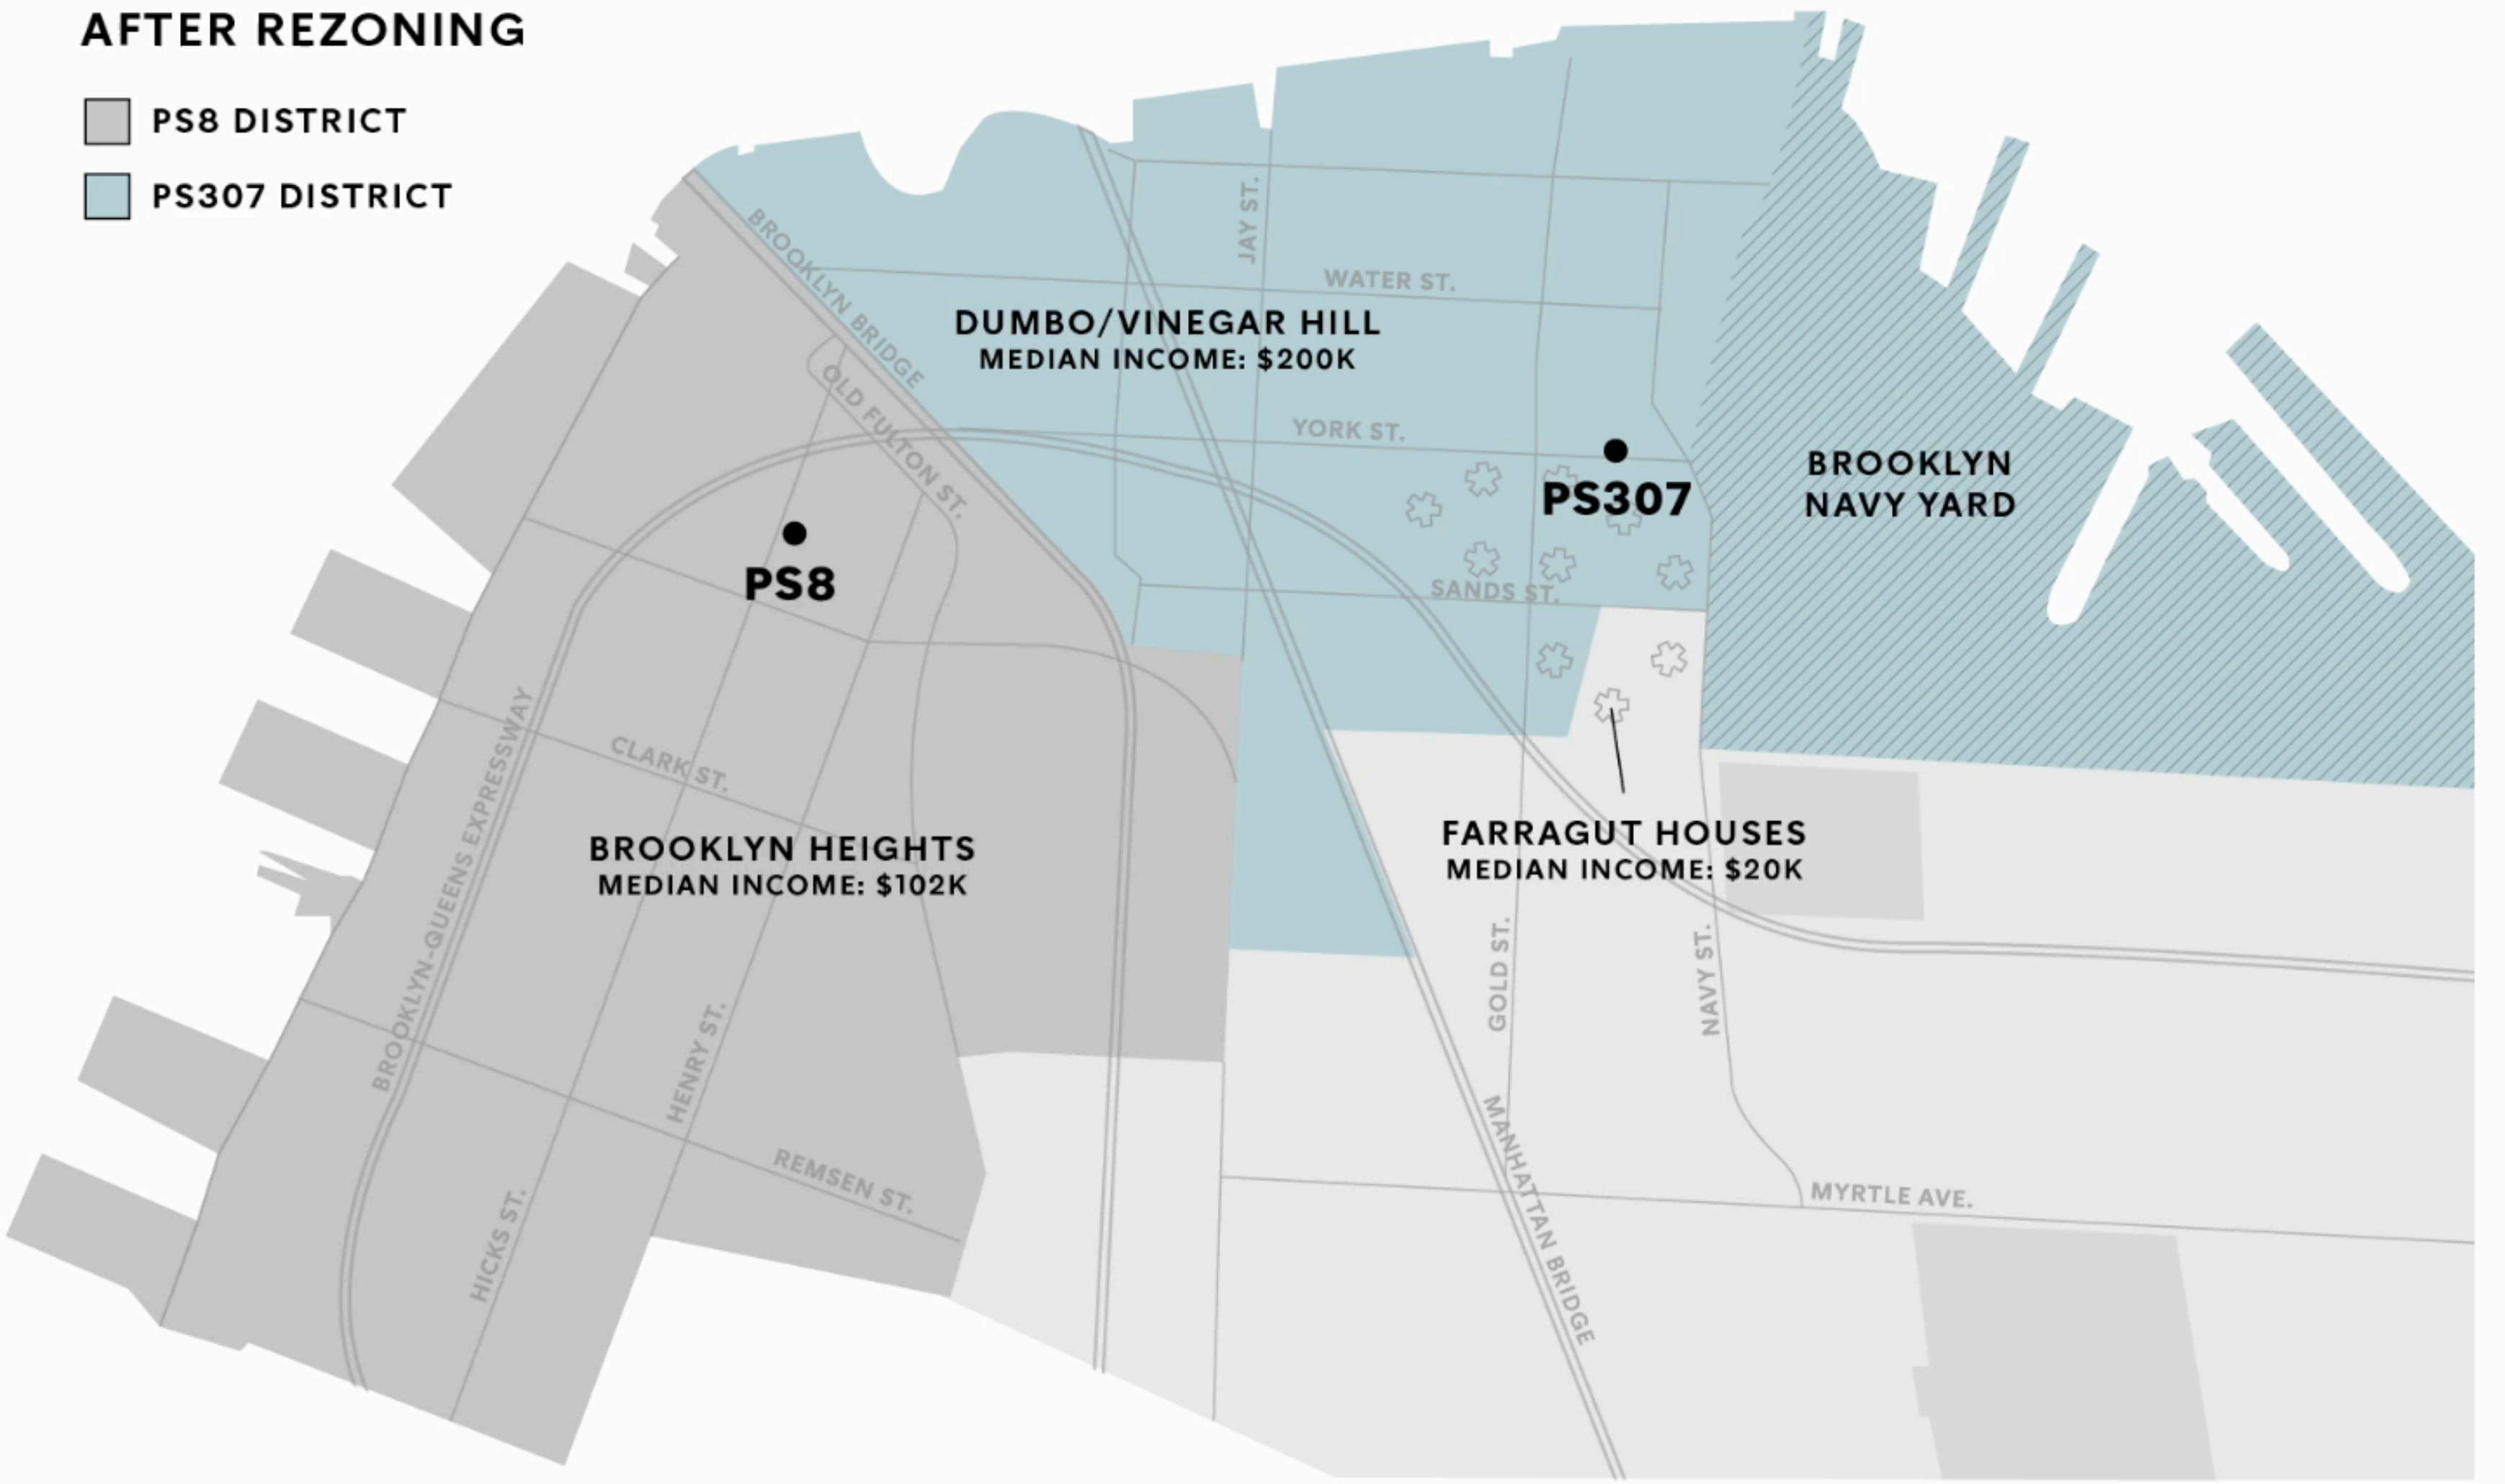 AFTER REZONING
PS8 DISTRICT
PS307 DISTRICT
BROOKLYN BRIDGE
JAY ST.
WATER ST.
DUMBO/VINEGAR HILL
MEDIAN INCOME: $200K
OLD FULTON ST.
YORK ST.
PS307
BROOKLYN
NAVY YARD
PS8
SANDS ST.
BROOKLYN-QUEENS EXPRESSWAY
CLARK ST.
BROOKLYN HEIGHTS
MEDIAN INCOME: $102K
FARRAGUT HOUSES
MEDIAN INCOME: $20K
GOLD ST.
NAVY ST.
HENRY ST.
REMSEN ST.
HICKS ST.
MANHATTAN BRIDGE
MYRTLE AVE.